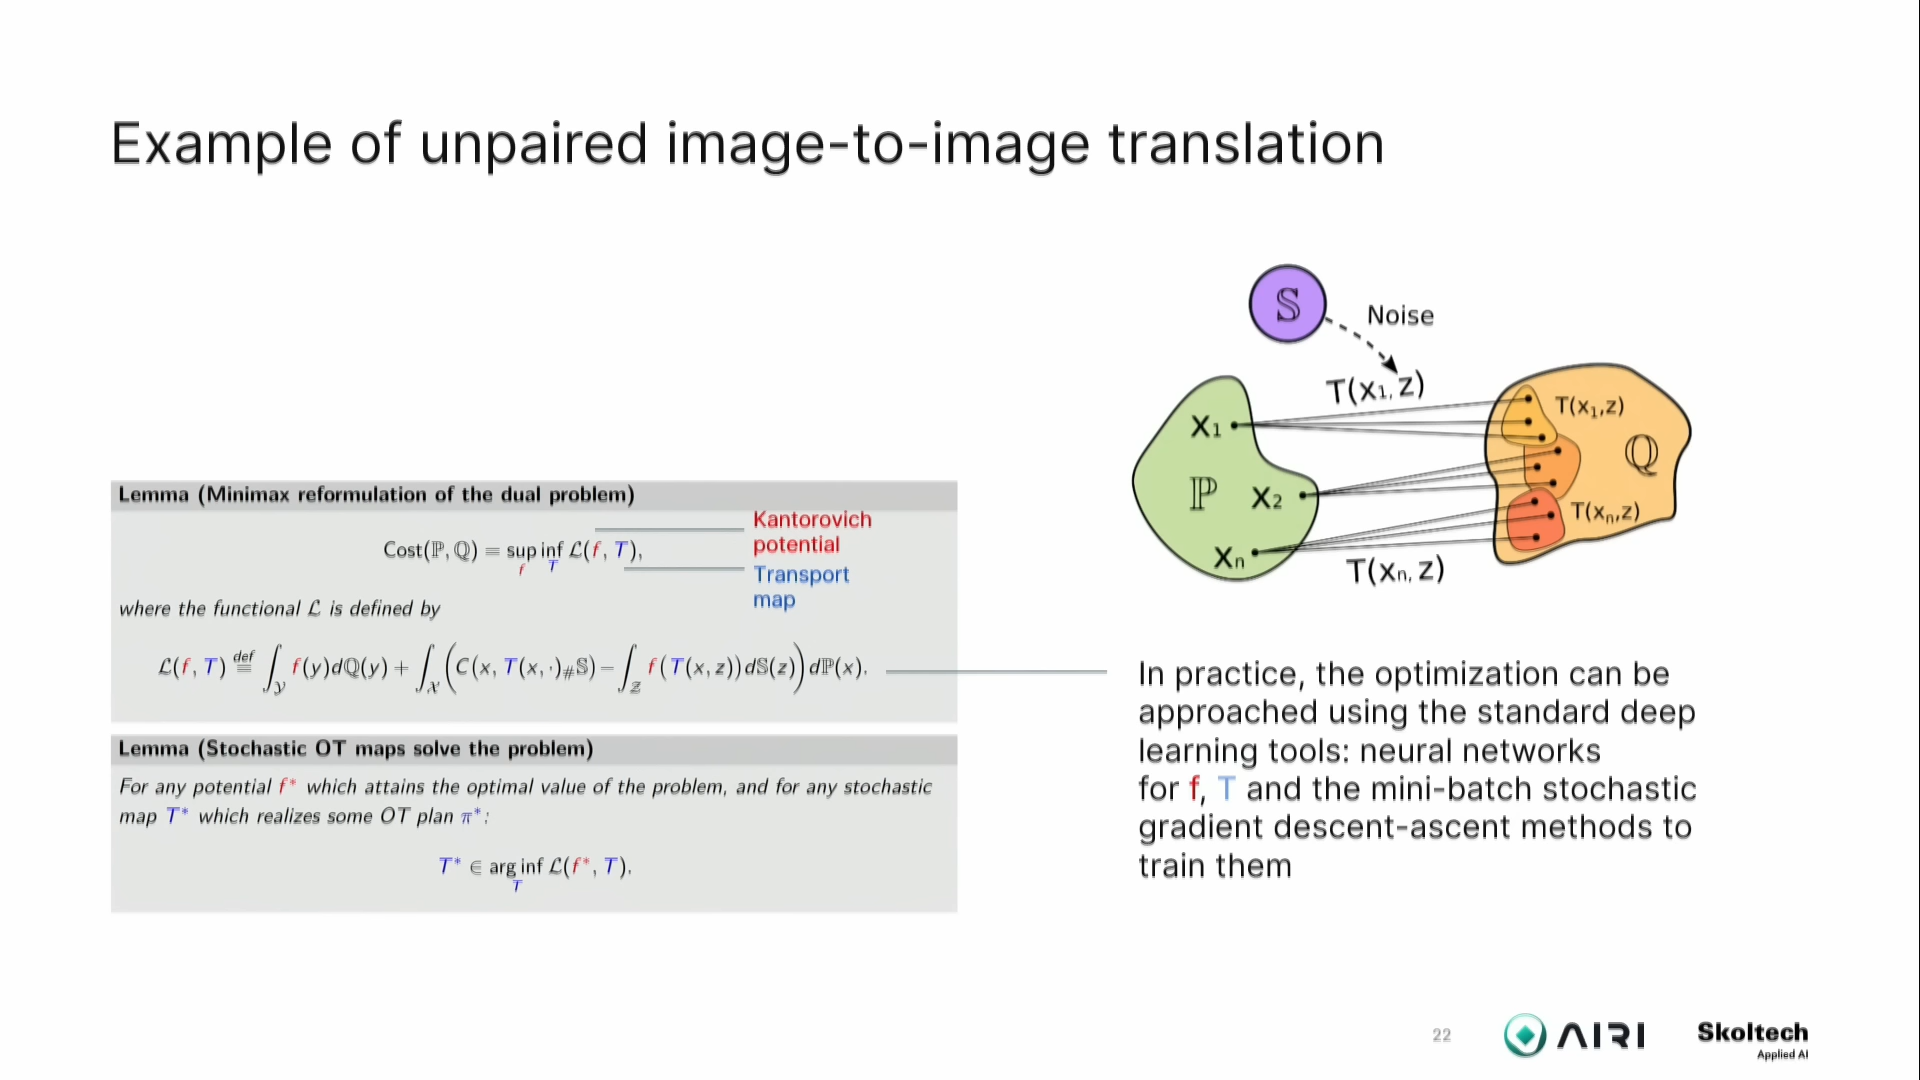 Example of unpaired image-to-image translation
Lemma (Minimax reformulation of the dual problem)
Cost(ℙ, ℚ) = sup_f inf_T ℒ(f, T),
Kantorovich
potential
Transport
map
where the functional ℒ is defined by
ℒ(f, T) def= ∫_𝒴 f(y)dℚ(y) + ∫_𝒳 (C(x, T(x, ·)_#𝕊) − ∫_𝒵 f(T(x, z))d𝕊(z)) dℙ(x).
Lemma (Stochastic OT maps solve the problem)
For any potential f* which attains the optimal value of the problem, and for any stochastic
map T* which realizes some OT plan π*:
T* ∈ arg inf_T ℒ(f*, T).
𝕊
Noise
T(x₁, z)
x₁
T(x₁,z)
ℚ
ℙ
x₂
T(xₙ,z)
xₙ
T(xₙ, z)
In practice, the optimization can be
approached using the standard deep
learning tools: neural networks
for f, T and the mini-batch stochastic
gradient descent-ascent methods to
train them
22
AIRI
Skoltech
Applied AI